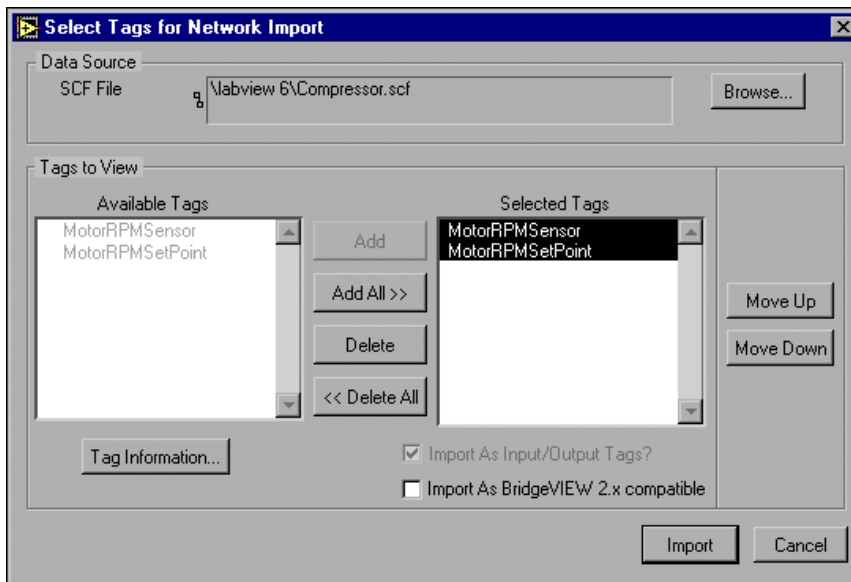 Select Tags for Network Import
Data Source
SCF File
\labview 6\Compressor.scf
Browse...
Tags to View
Available Tags
MotorRPMSensor
MotorRPMSetPoint
Add
Add All >>
Delete
<< Delete All
Selected Tags
MotorRPMSensor
MotorRPMSetPoint
Move Up
Move Down
Tag Information...
Import As Input/Output Tags?
Import As BridgeVIEW 2.x compatible
Import
Cancel